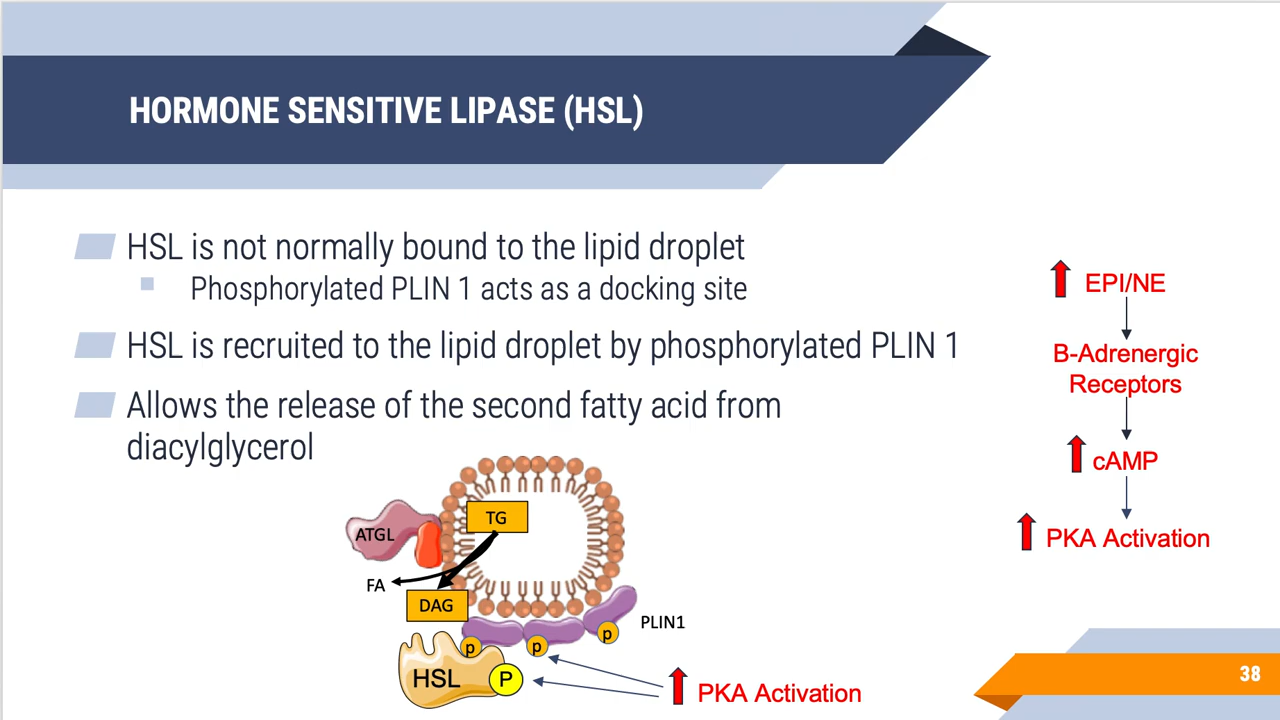 HORMONE SENSITIVE LIPASE (HSL)
HSL is not normally bound to the lipid droplet
Phosphorylated PLIN 1 acts as a docking site
HSL is recruited to the lipid droplet by phosphorylated PLIN 1
Allows the release of the second fatty acid from
diacylglycerol
EPI/NE
B-Adrenergic
Receptors
cAMP
PKA Activation
TG
ATGL
FA
DAG
PLIN1
p
p
p
HSL
P
PKA Activation
38